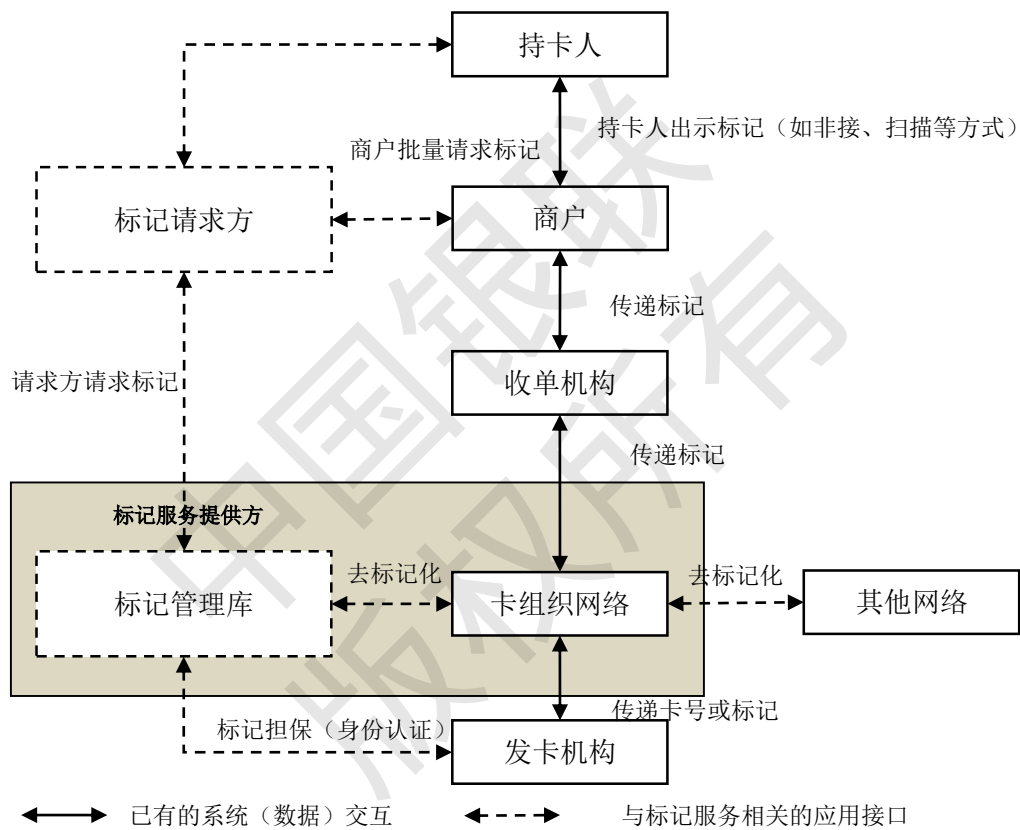 持卡人
持卡人出示标记（如非接、扫描等方式）
商户批量请求标记
标记请求方
商户
传递标记
收单机构
请求方请求标记
传递标记
标记服务提供方
标记管理库
去标记化
卡组织网络
去标记化
其他网络
传递卡号或标记
标记担保（身份认证）
发卡机构
已有的系统（数据）交互
与标记服务相关的应用接口
中国银联
版权所有